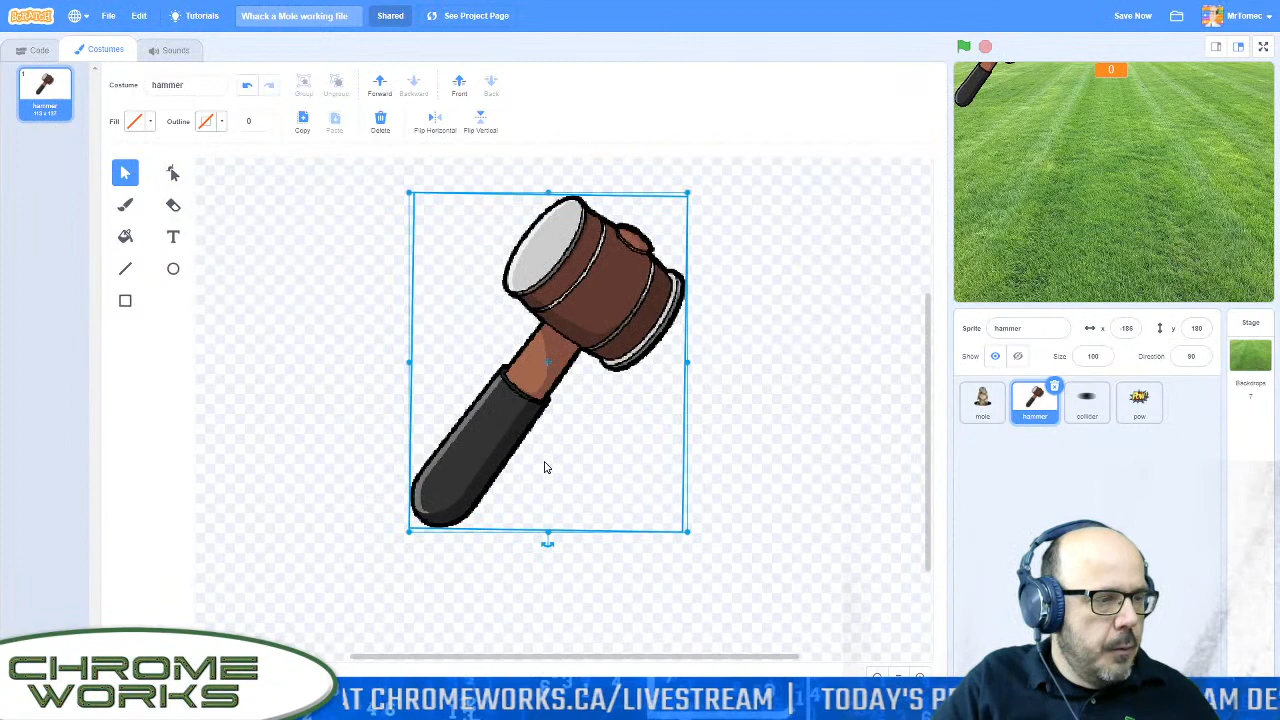 SCRATCH File Edit Tutorials Whack a Mole working file Shared See Project Page Save Now MrTomec
Code Costumes Sounds
1
hammer
Costume hammer Group Ungroup Forward Backward Front Back
Fill Outline 0 Copy Paste Delete Flip Horizontal Flip Vertical
0
Sprite hammer x -186 y 180
Show Size 100 Direction 90
mole hammer collider pow
POW
Stage
Backdrops
7
CHROME
WORKS
AT CHROMEWORKS.CA/LIVESTREAM | TODAY'S